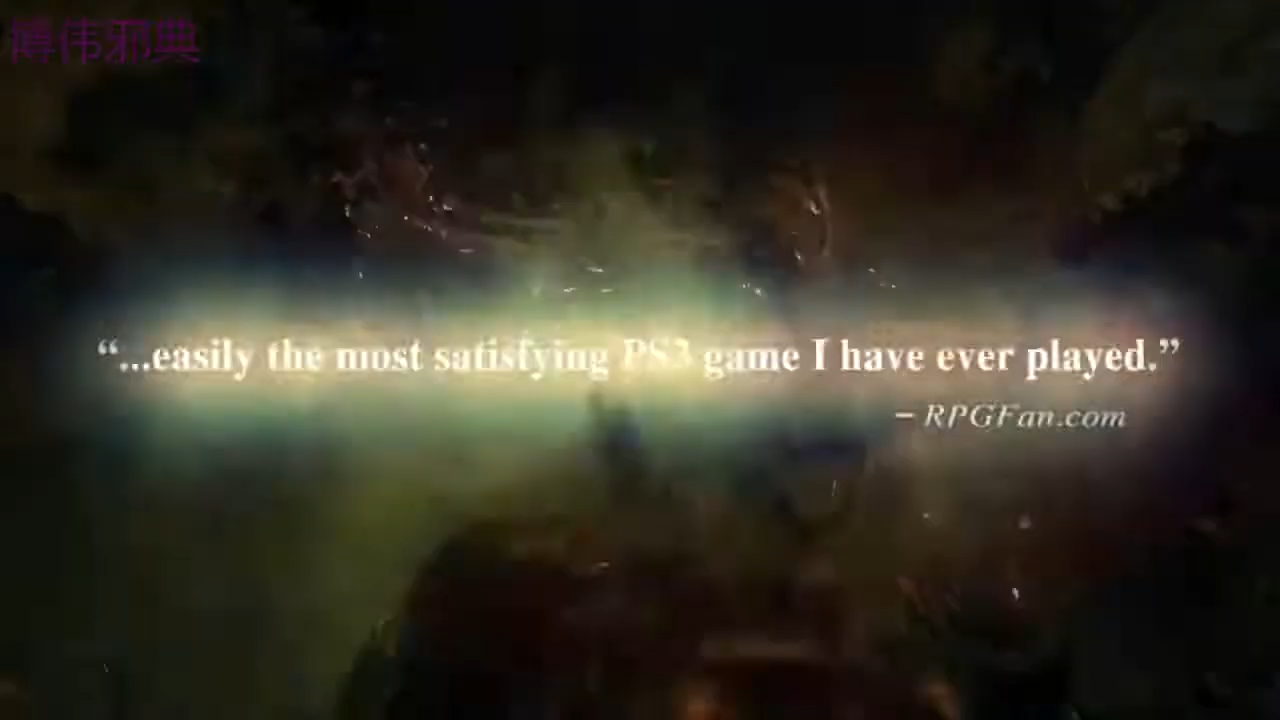 博伟邪典
“...easily the most satisfying PS3 game I have ever played.”
– RPGFan.com